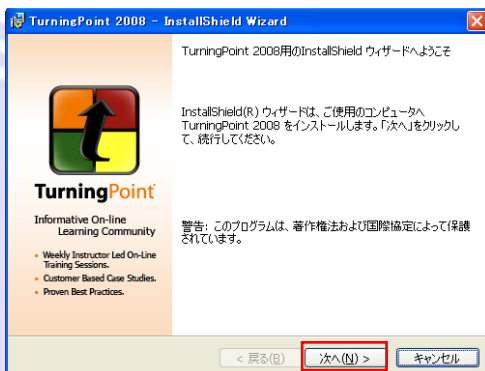 TurningPoint 2008 - InstallShield Wizard
TurningPoint 2008用のInstallShield ウィザードへようこそ
InstallShield(R) ウィザードは、ご使用のコンピュータへ
TurningPoint 2008 をインストールします。「次へ」をクリックし
て、続行してください。
TurningPoint
Informative On-line
Learning Community
• Weekly Instructor Led On-Line
Training Sessions.
• Customer Based Case Studies.
• Proven Best Practices.
警告: このプログラムは、著作権法および国際協定によって保護
されています。
< 戻る(B)
次へ(N) >
キャンセル